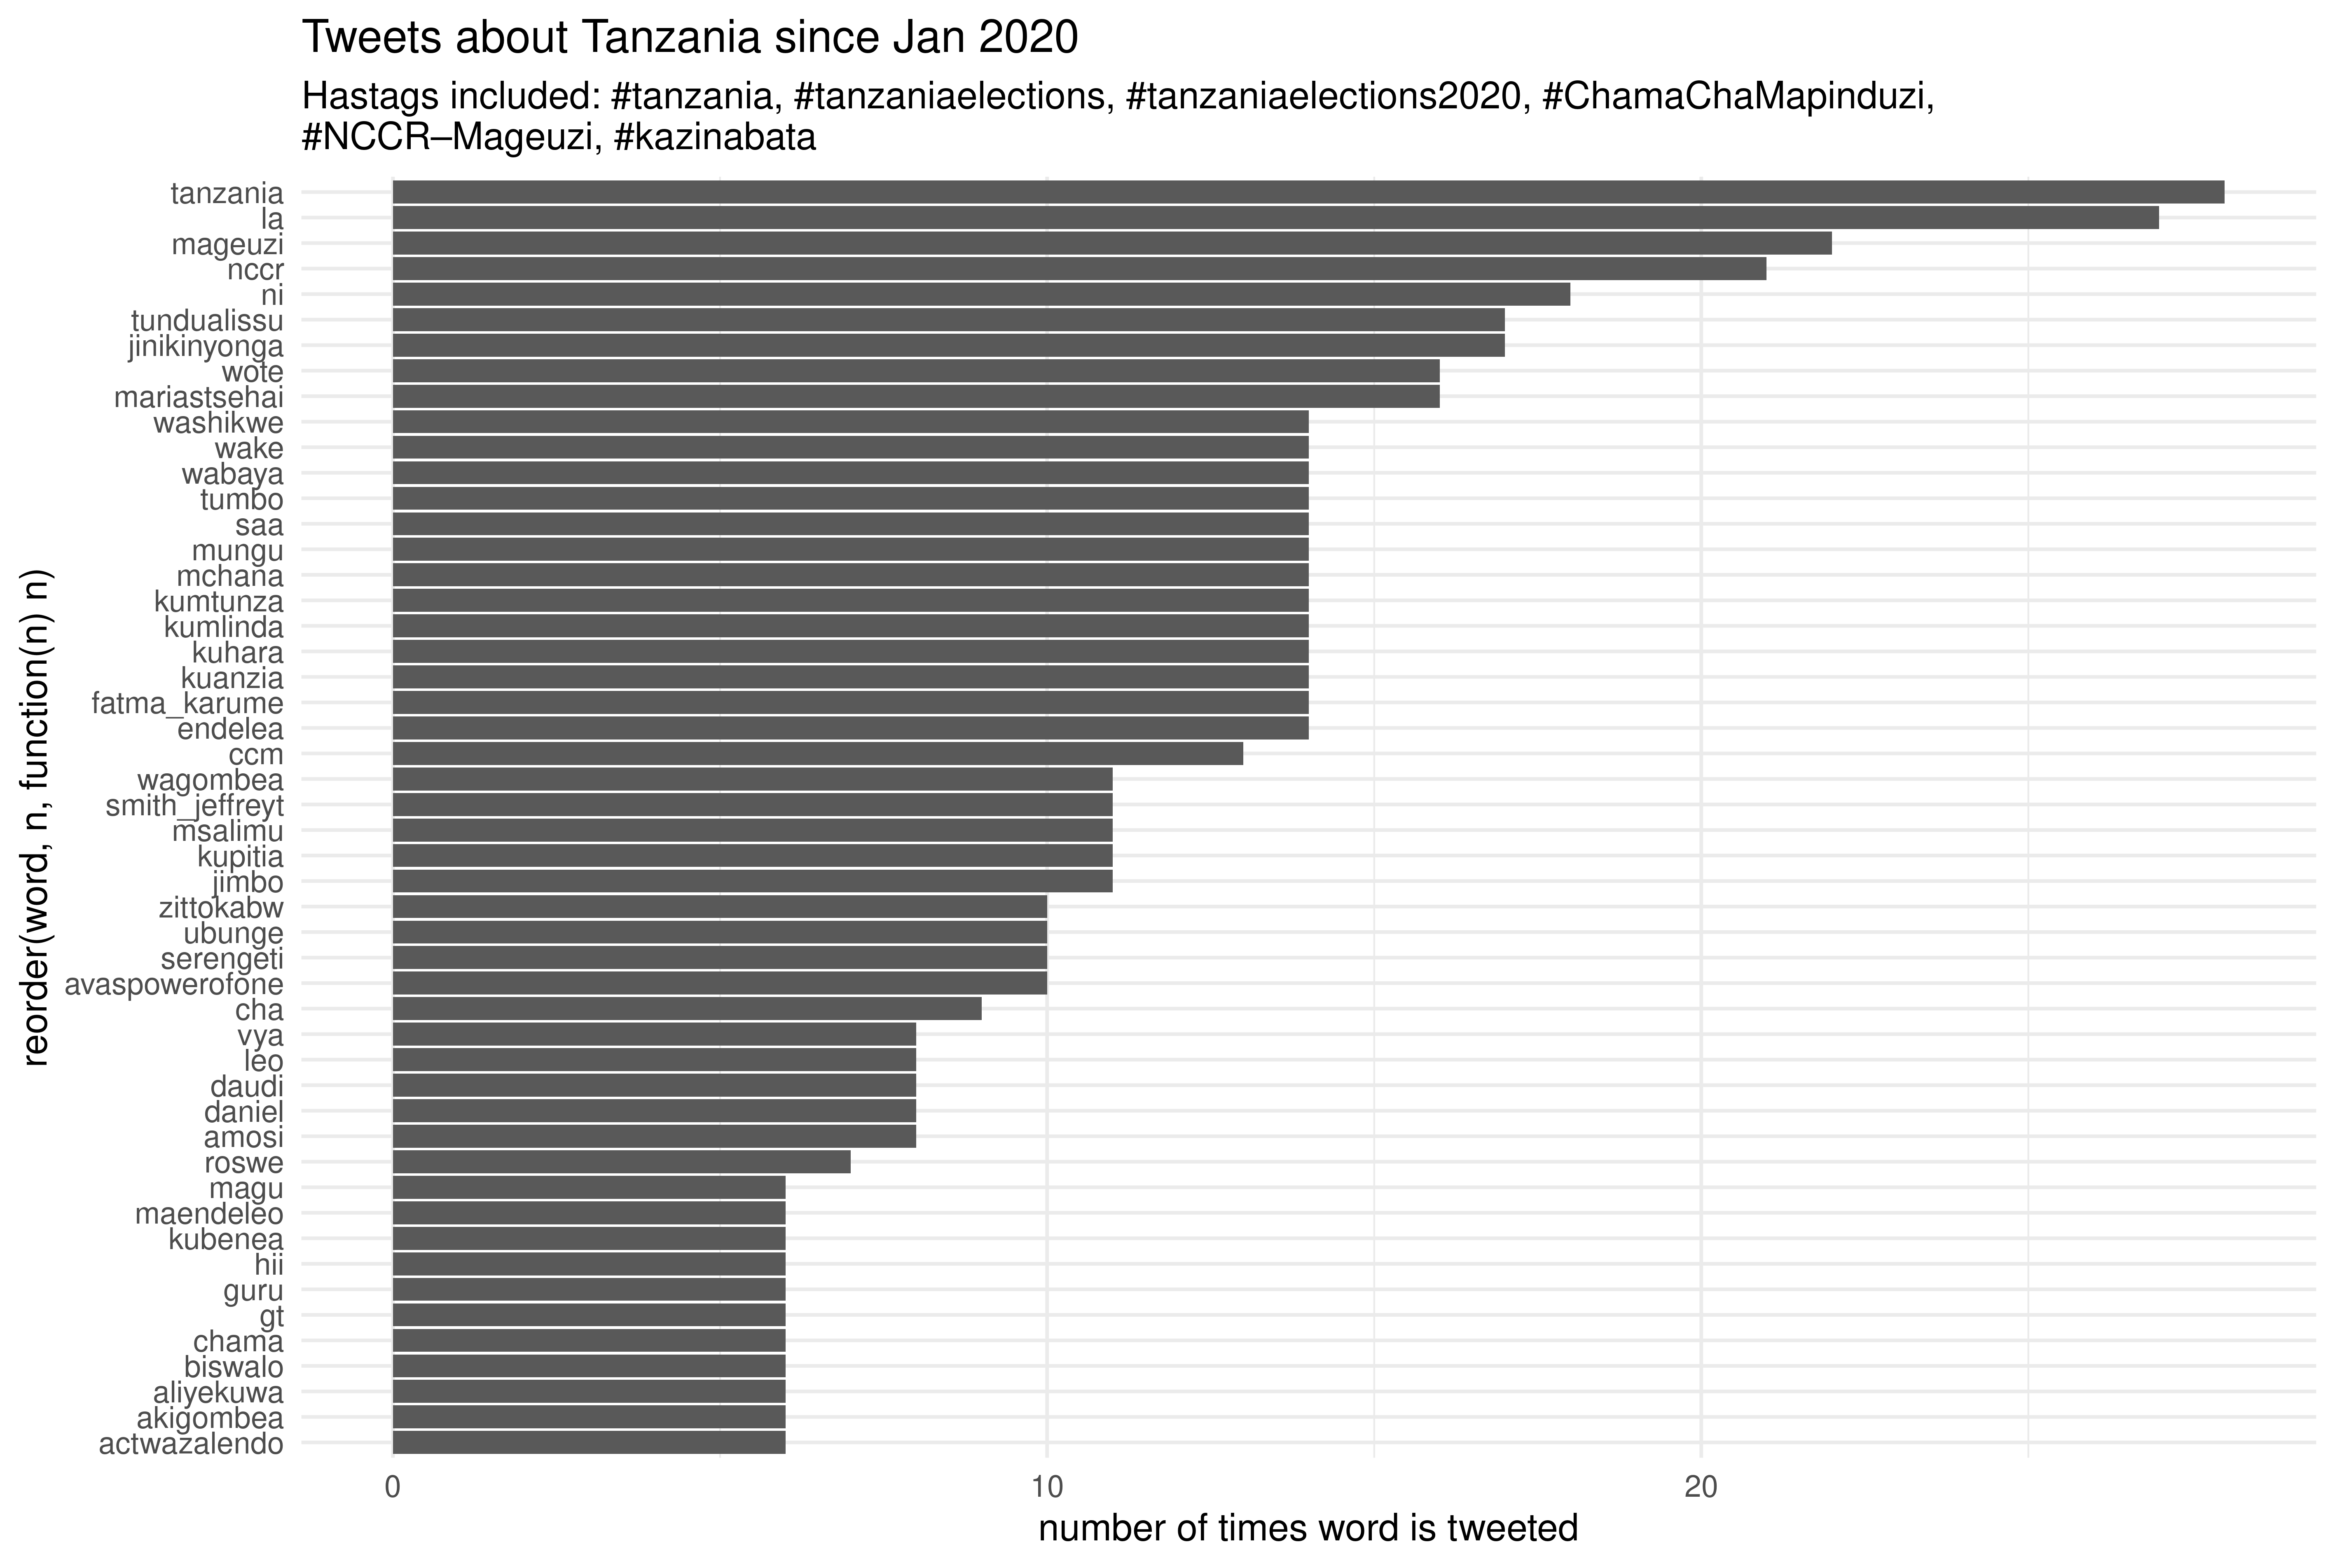 Tweets about Tanzania since Jan 2020
Hastags included: #tanzania, #tanzaniaelections, #tanzaniaelections2020, #ChamaChaMapinduzi,
#NCCR–Mageuzi, #kazinabata
reorder(word, n, function(n) n)
tanzania
la
mageuzi
nccr
ni
tundualissu
jinikinyonga
wote
mariastsehai
washikwe
wake
wabaya
tumbo
saa
mungu
mchana
kumtunza
kumlinda
kuhara
kuanzia
fatma_karume
endelea
ccm
wagombea
smith_jeffreyt
msalimu
kupitia
jimbo
zittokabw
ubunge
serengeti
avaspowerofone
cha
vya
leo
daudi
daniel
amosi
roswe
magu
maendeleo
kubenea
hii
guru
gt
chama
biswalo
aliyekuwa
akigombea
actwazalendo
0 10 20
number of times word is tweeted